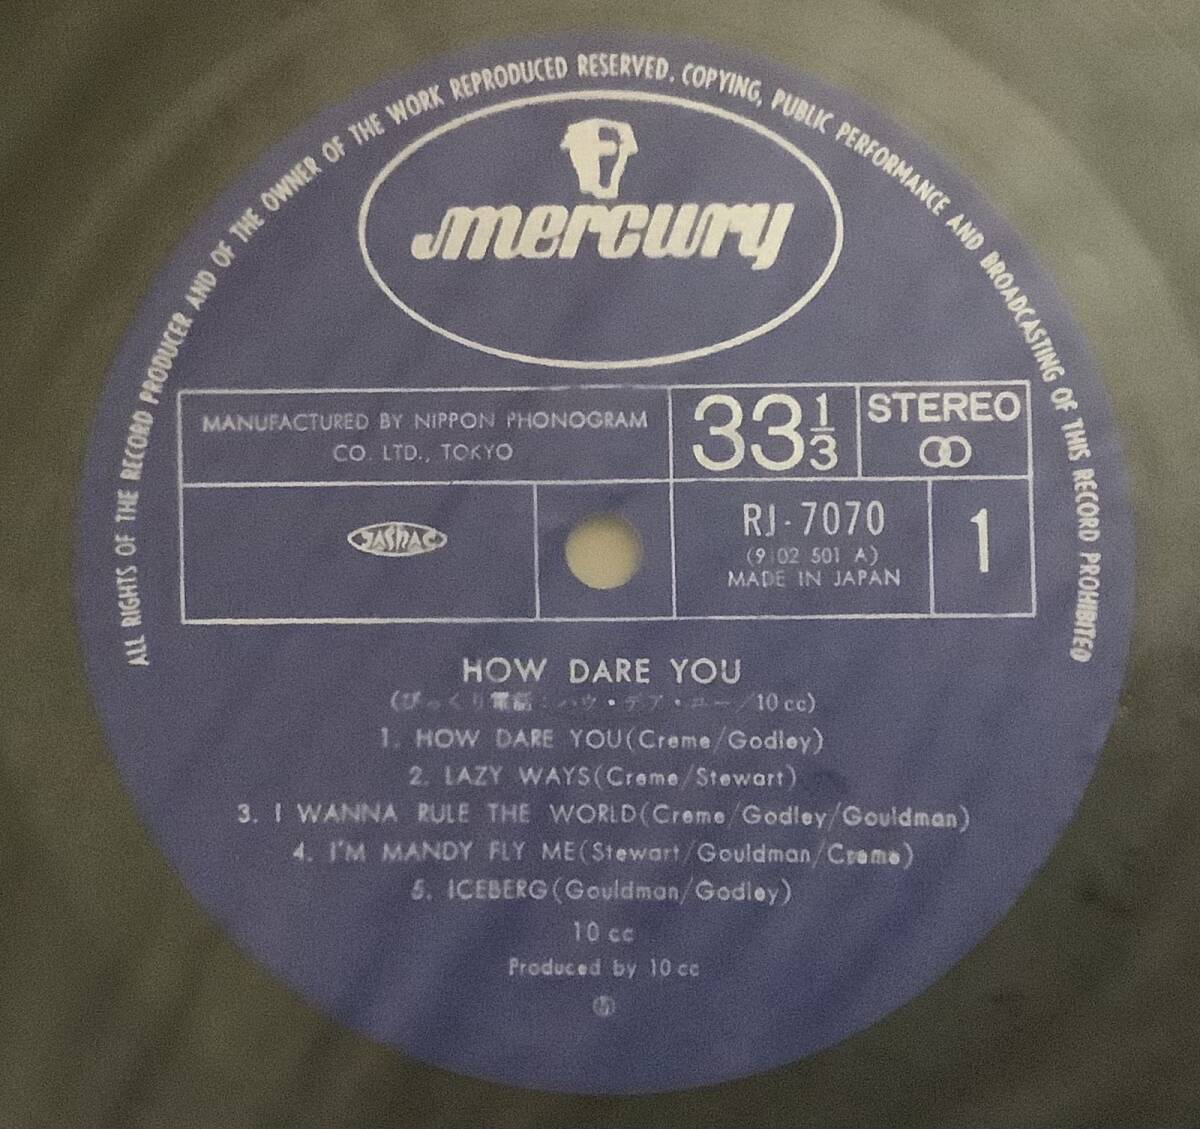 ALL RIGHTS OF THE RECORD PRODUCER AND OF THE OWNER OF THE WORK REPRODUCED RESERVED. COPYING, PUBLIC PERFORMANCE AND BROADCASTING OF THIS RECORD PROHIBITED
mercury
MANUFACTURED BY NIPPON PHONOGRAM
CO. LTD., TOKYO
33 1/3
STEREO
JASRAC
RJ-7070
(9102 501 A)
MADE IN JAPAN
1
HOW DARE YOU
(びっくり電話：ハウ・デア・ユー/10cc)
1. HOW DARE YOU(Creme/Godley)
2. LAZY WAYS(Creme/Stewart)
3. I WANNA RULE THE WORLD(Creme/Godley/Gouldman)
4. I'M MANDY FLY ME(Stewart/Gouldman/Creme)
5. ICEBERG(Gouldman/Godley)
10 cc
Produced by 10 cc